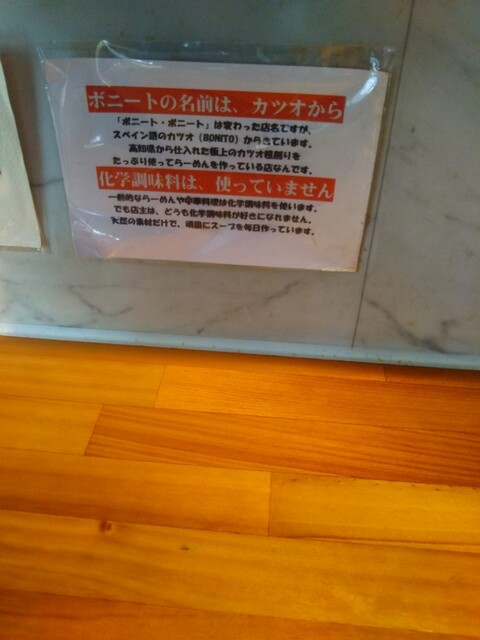 ボニートの名前は、カツオから
「ボニート・ボニート」は変わった店名ですが、
スペイン語のカツオ（BONITO）からきています。
高知県から仕入れた極上のカツオ粗削りを
たっぷり使ってらーめんを作っている店なんです。
化学調味料は、使っていません
一般的ならーめんや中華料理は化学調味料を使います。
でも店主は、どうも化学調味料が好きになれません。
天然の素材だけで、頑固にスープを毎日作っています。